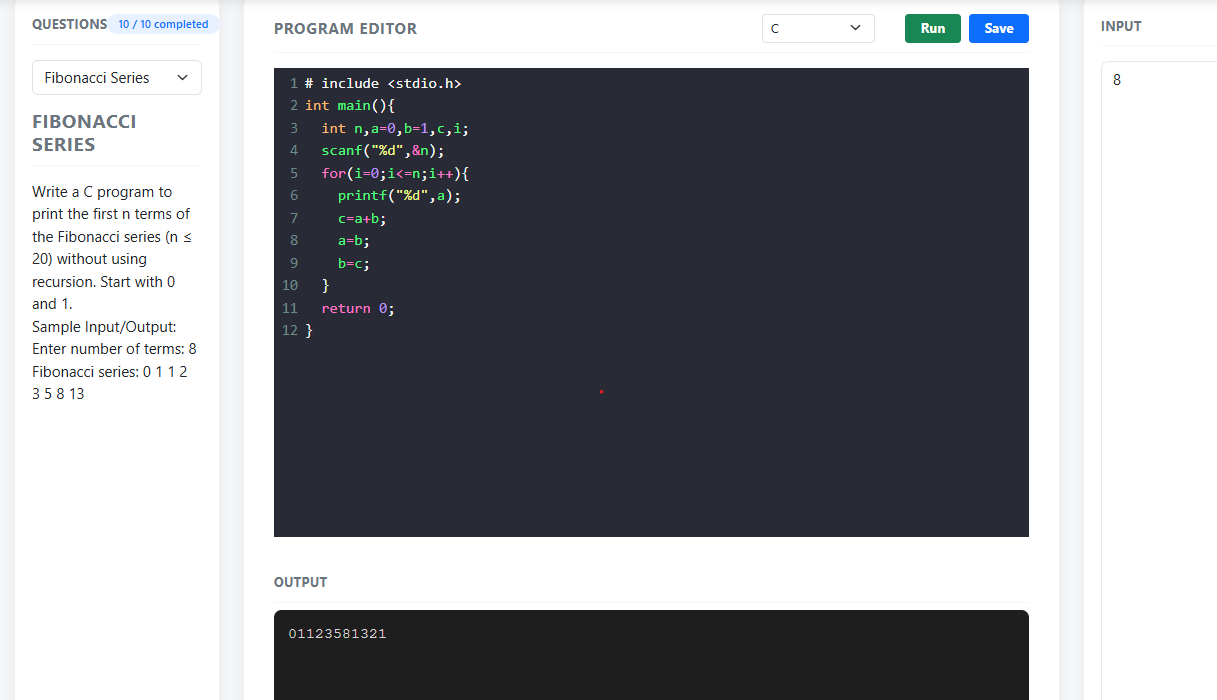 QUESTIONS 10 / 10 completed
Fibonacci Series
FIBONACCI
SERIES
Write a C program to
print the first n terms of
the Fibonacci series (n ≤
20) without using
recursion. Start with 0
and 1.
Sample Input/Output:
Enter number of terms: 8
Fibonacci series: 0 1 1 2
3 5 8 13
PROGRAM EDITOR
C
Run
Save
1 # include <stdio.h>
2 int main(){
3   int n,a=0,b=1,c,i;
4   scanf("%d",&n);
5   for(i=0;i<=n;i++){
6     printf("%d",a);
7     c=a+b;
8     a=b;
9     b=c;
10   }
11   return 0;
12 }
OUTPUT
01123581321
INPUT
8